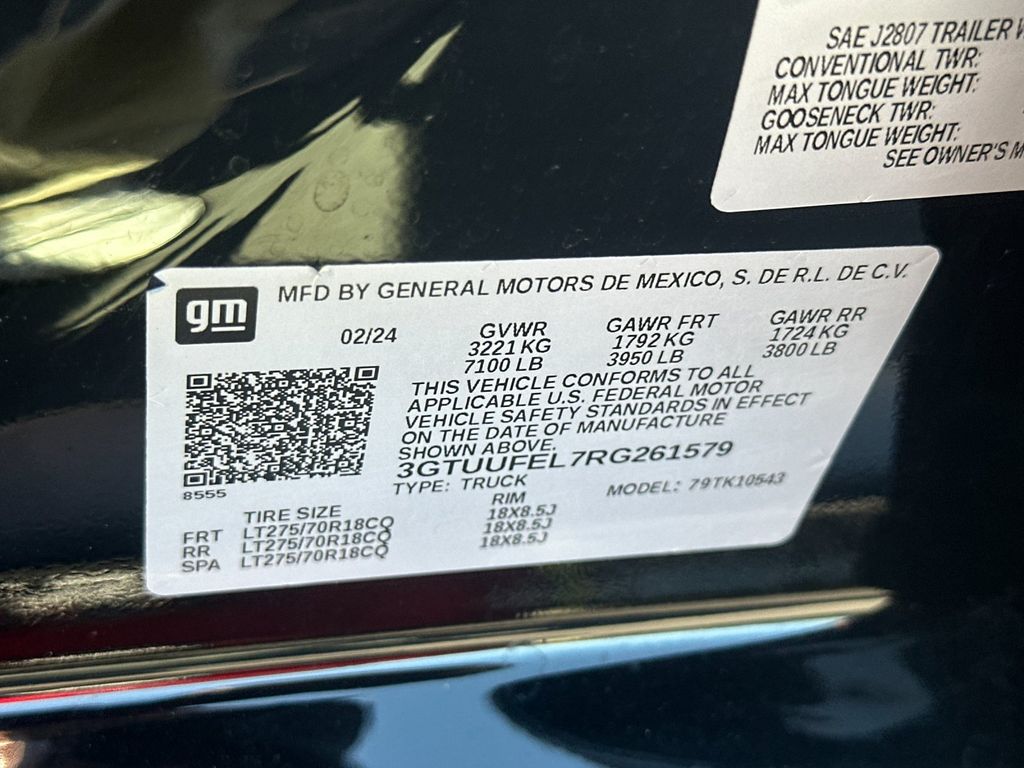 SAE J2807 TRAILER
CONVENTIONAL TWR:
MAX TONGUE WEIGHT:
GOOSENECK TWR:
MAX TONGUE WEIGHT:
SEE OWNER'S
gm
MFD BY GENERAL MOTORS DE MEXICO, S. DE R.L. DE C.V.
02/24 GVWR GAWR FRT GAWR RR
3221 KG 1792 KG 1724 KG
7100 LB 3950 LB 3800 LB
THIS VEHICLE CONFORMS TO ALL
APPLICABLE U.S. FEDERAL MOTOR
VEHICLE SAFETY STANDARDS IN EFFECT
ON THE DATE OF MANUFACTURE
SHOWN ABOVE.
3GTUUFEL7RG261579
8555
TYPE: TRUCK MODEL: 79TK10543
TIRE SIZE RIM
FRT LT275/70R18CQ 18X8.5J
RR LT275/70R18CQ 18X8.5J
SPA LT275/70R18CQ 18X8.5J